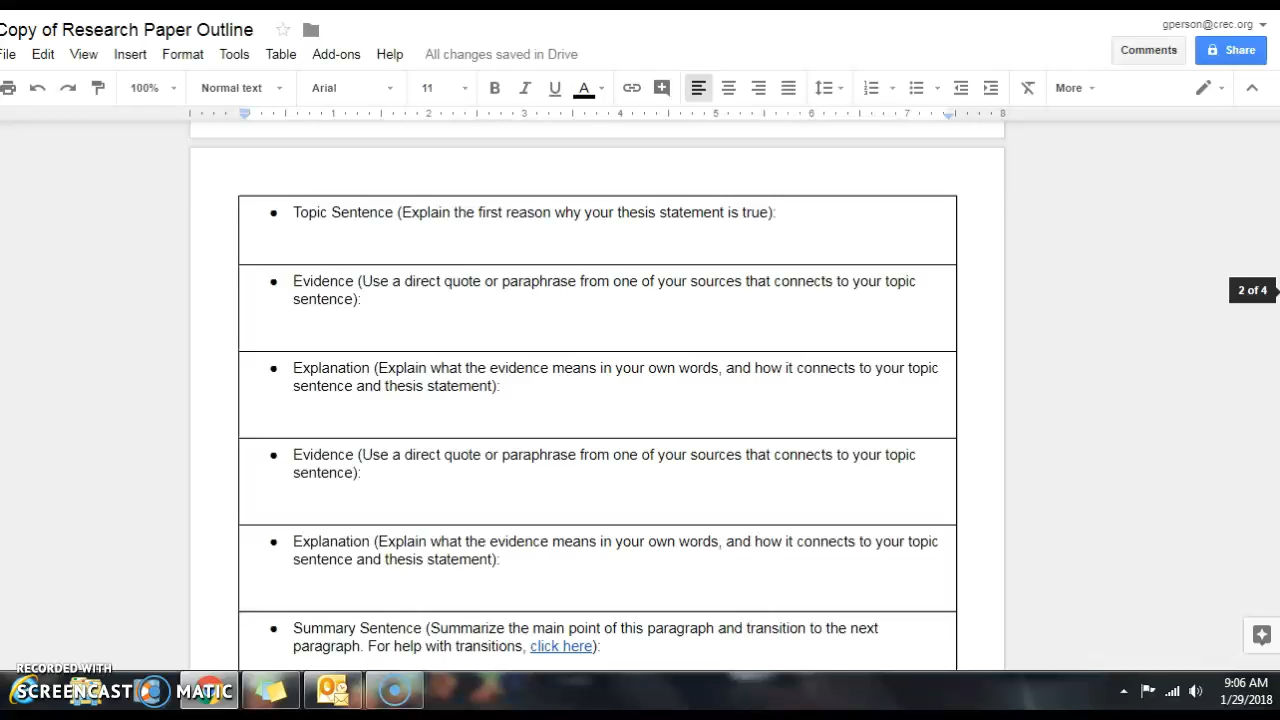 Copy of Research Paper Outline
gperson@crec.org
File Edit View Insert Format Tools Table Add-ons Help All changes saved in Drive
Comments Share
100% Normal text Arial 11 B I U A More
1 2 3 4 5 6 7 8
• Topic Sentence (Explain the first reason why your thesis statement is true):
• Evidence (Use a direct quote or paraphrase from one of your sources that connects to your topic
sentence):
2 of 4
• Explanation (Explain what the evidence means in your own words, and how it connects to your topic
sentence and thesis statement):
• Evidence (Use a direct quote or paraphrase from one of your sources that connects to your topic
sentence):
• Explanation (Explain what the evidence means in your own words, and how it connects to your topic
sentence and thesis statement):
• Summary Sentence (Summarize the main point of this paragraph and transition to the next
paragraph. For help with transitions, click here):
RECORDED WITH
SCREENCAST MATIC
9:06 AM
1/29/2018